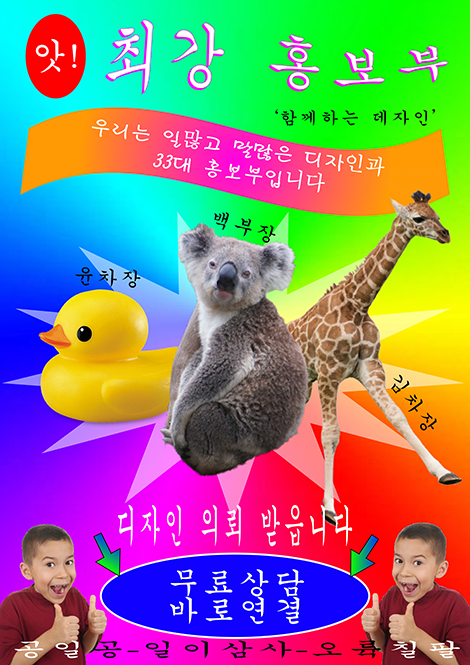 앗!
최강 홍보부
'함께하는 데자인'
우리는 일많고 말많은 디자인과
33대 홍보부입니다
백부장
윤차장
김차장
디자인 의뢰 받읍니다
무료상담
바로연결
공일공-일이삼사-오륙칠팔